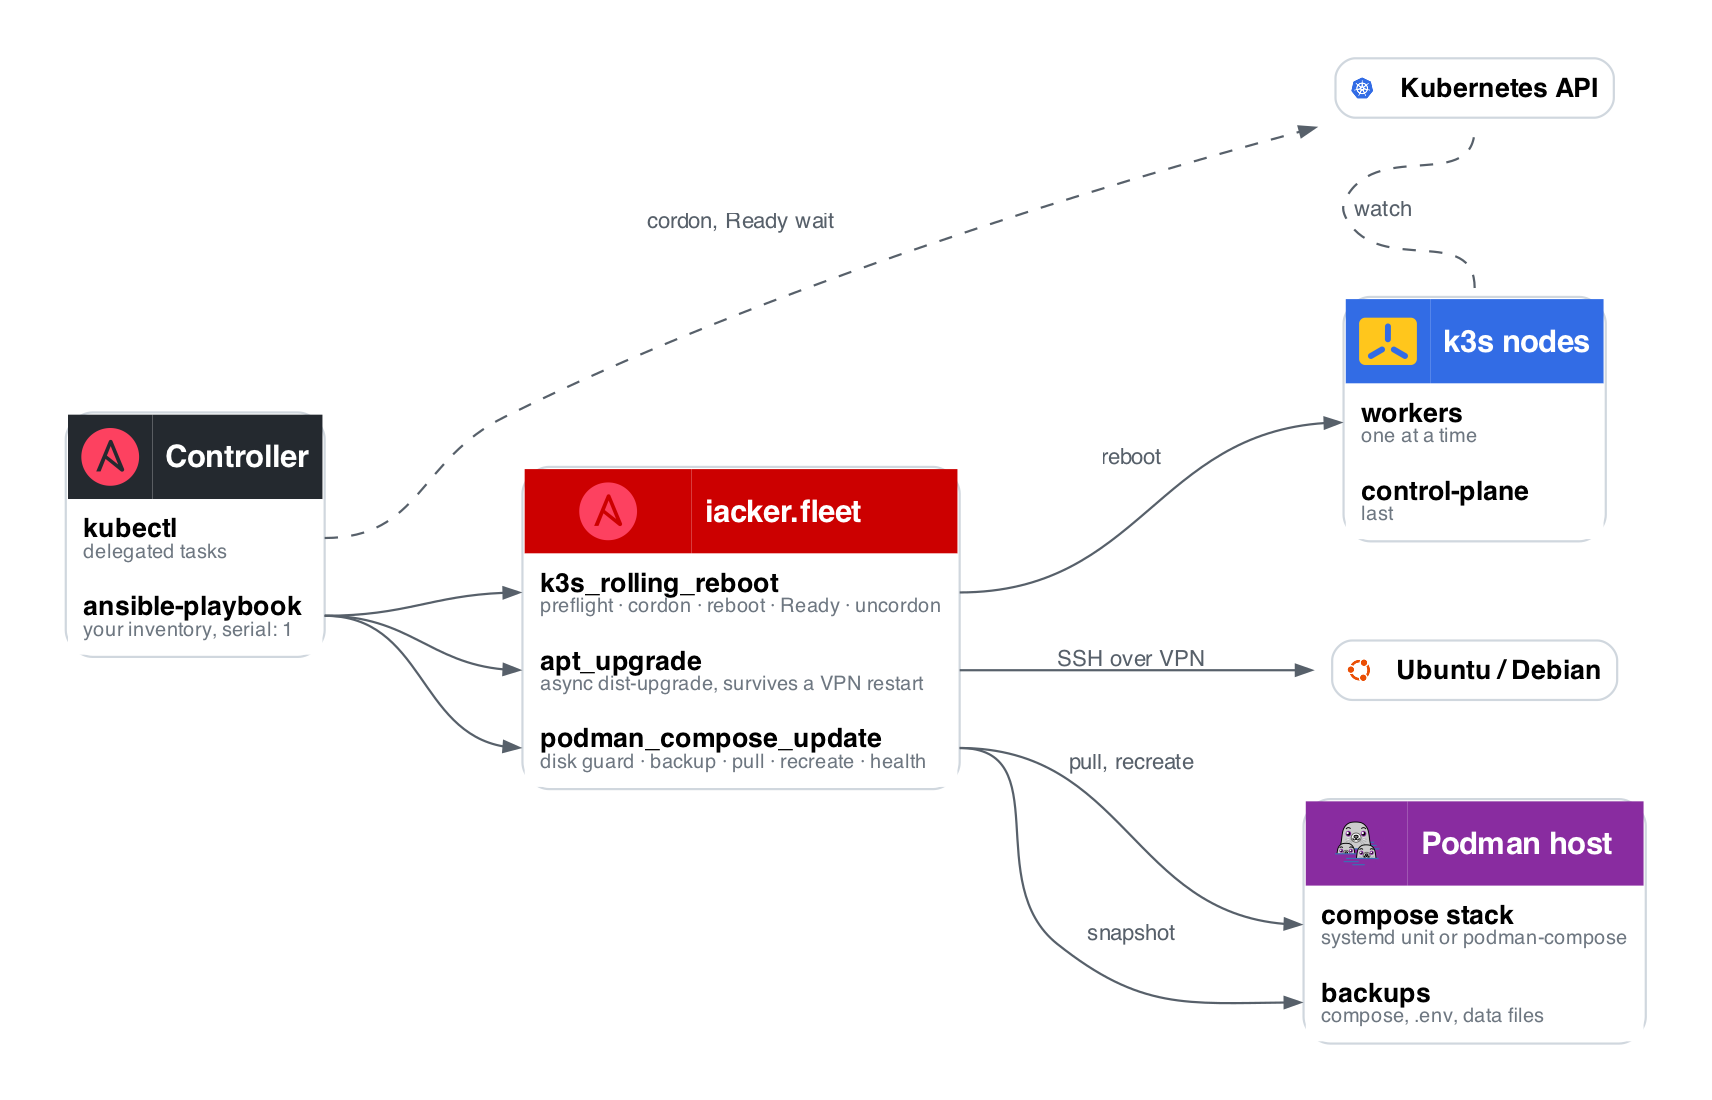 Kubernetes API
cordon, Ready wait
watch
k3s nodes
workers
one at a time
control-plane
last
Controller
kubectl
delegated tasks
ansible-playbook
your inventory, serial: 1
iacker.fleet
k3s_rolling_reboot
preflight · cordon · reboot · Ready · uncordon
apt_upgrade
async dist-upgrade, survives a VPN restart
podman_compose_update
disk guard · backup · pull · recreate · health
reboot
SSH over VPN
Ubuntu / Debian
pull, recreate
snapshot
Podman host
compose stack
systemd unit or podman-compose
backups
compose, .env, data files